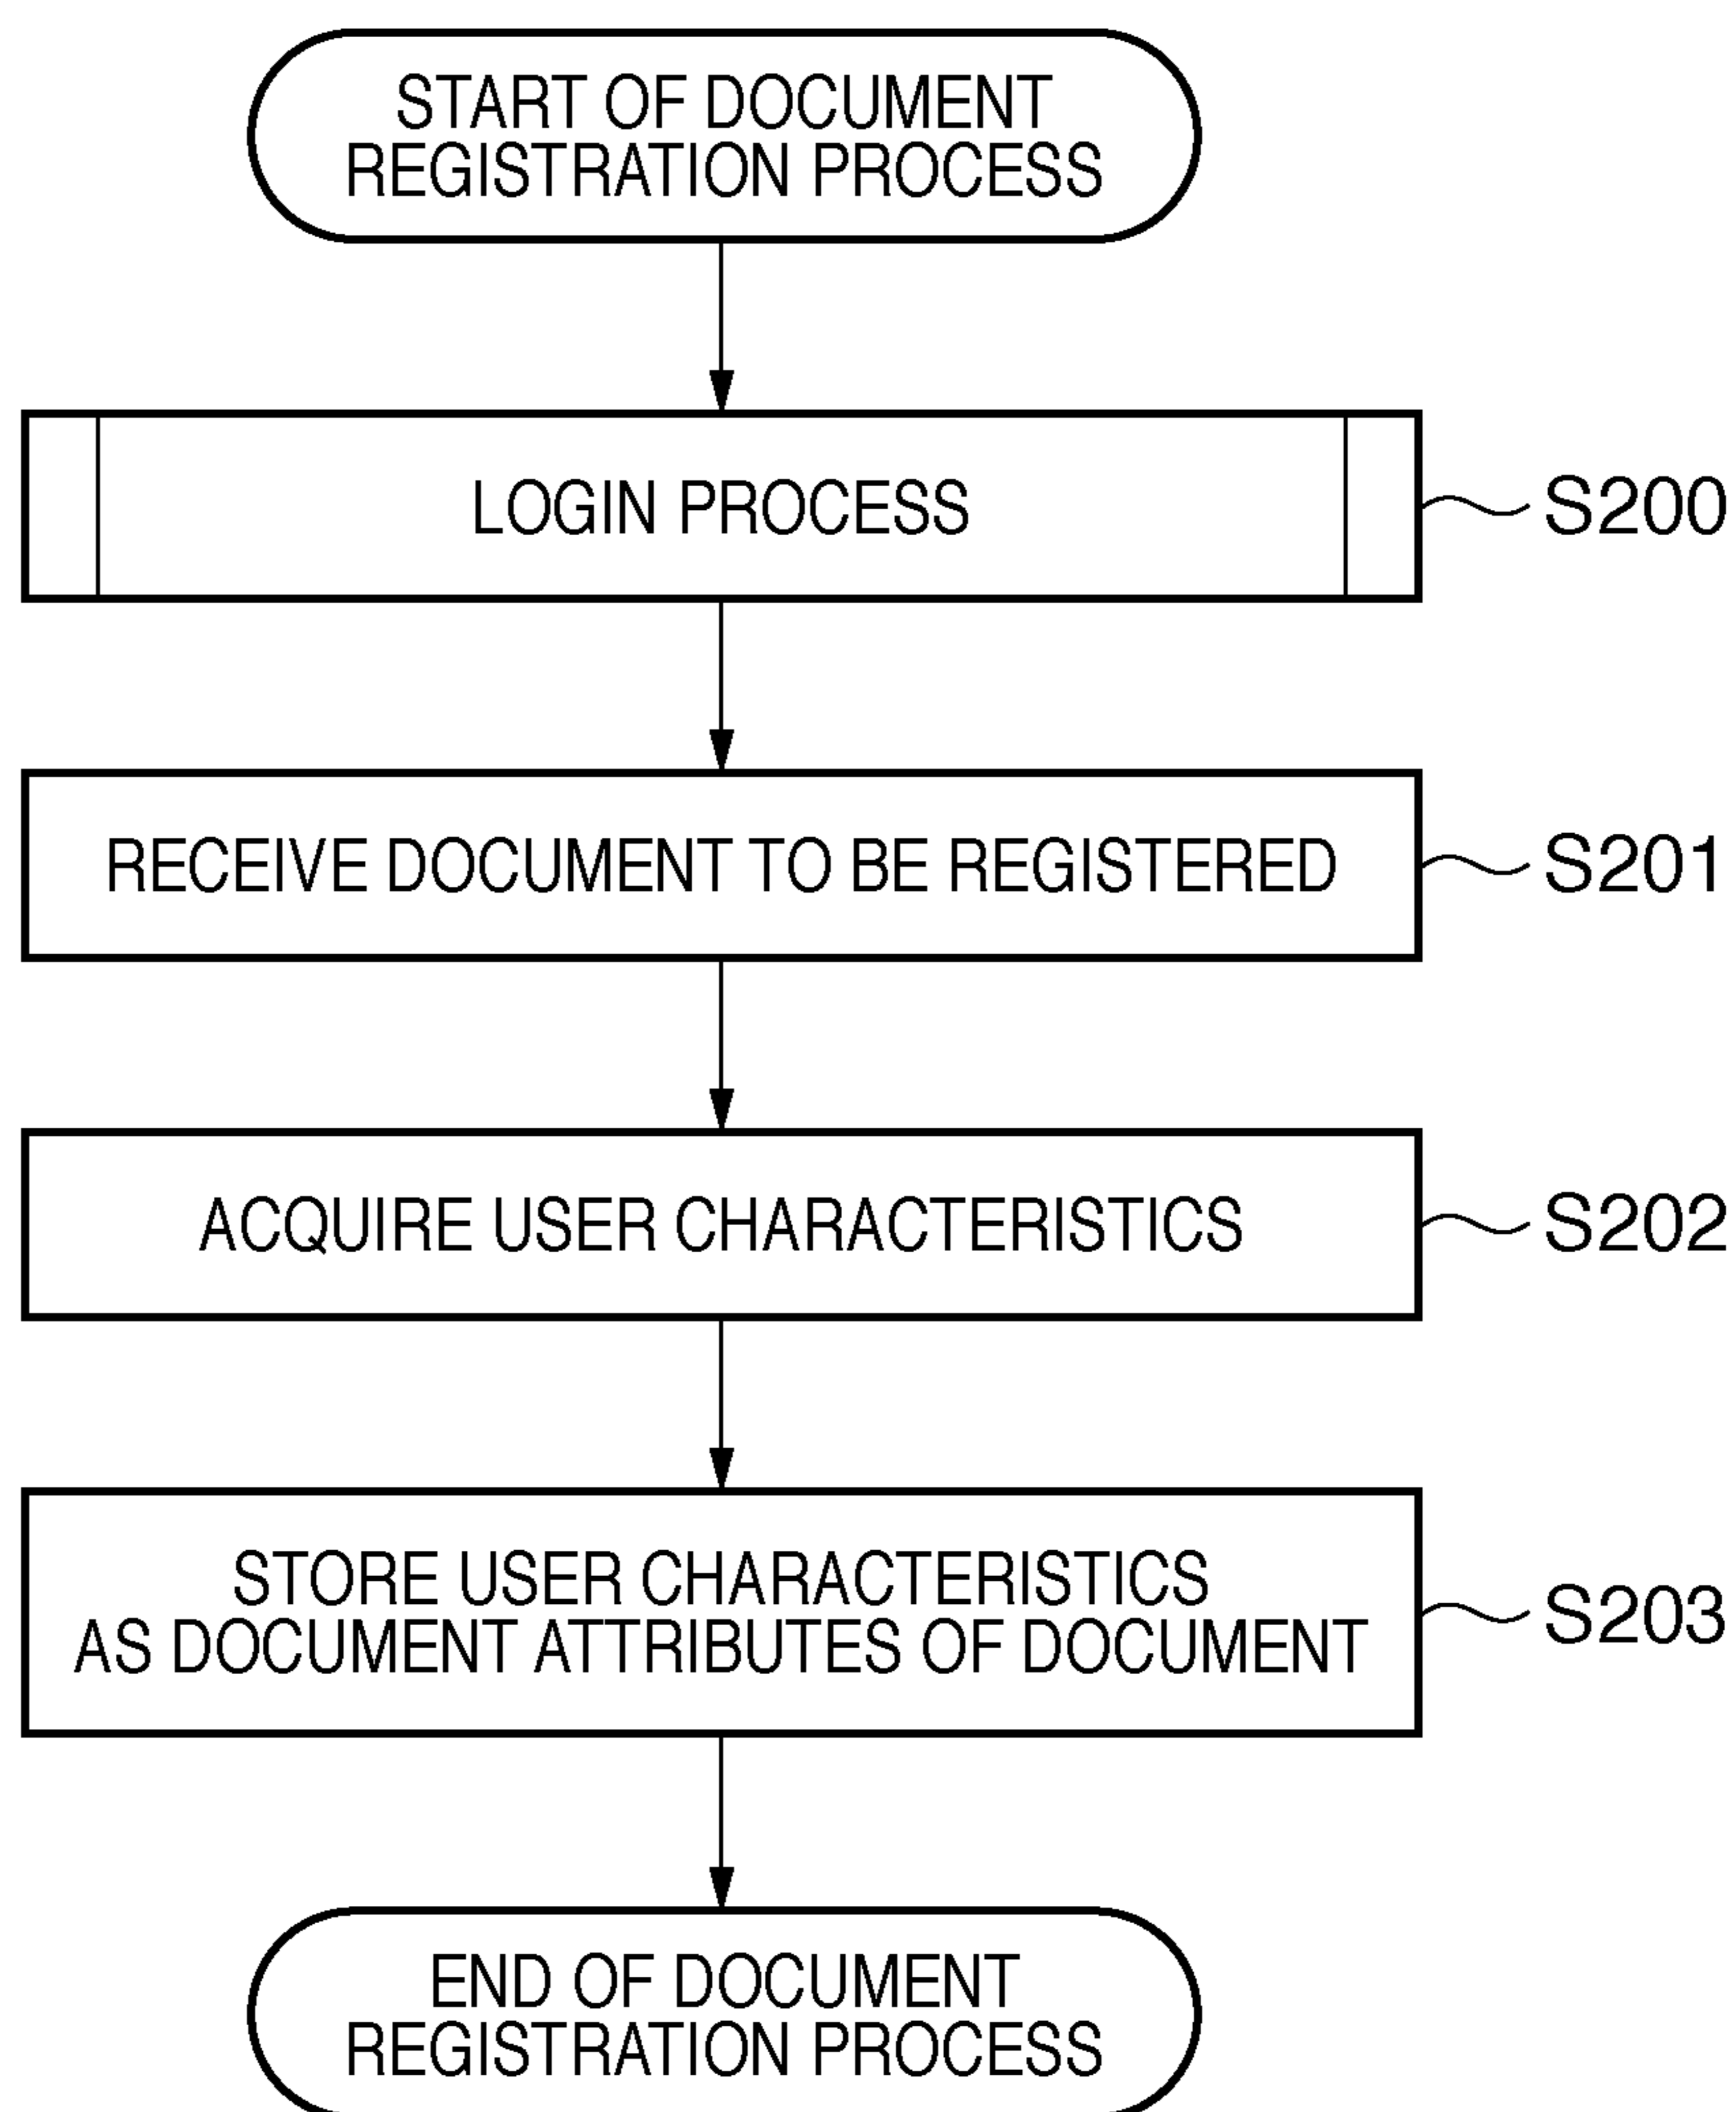 START OF DOCUMENT
REGISTRATION PROCESS
LOGIN PROCESS
S200
RECEIVE DOCUMENT TO BE REGISTERED
S201
ACQUIRE USER CHARACTERISTICS
S202
STORE USER CHARACTERISTICS
AS DOCUMENT ATTRIBUTES OF DOCUMENT
S203
END OF DOCUMENT
REGISTRATION PROCESS